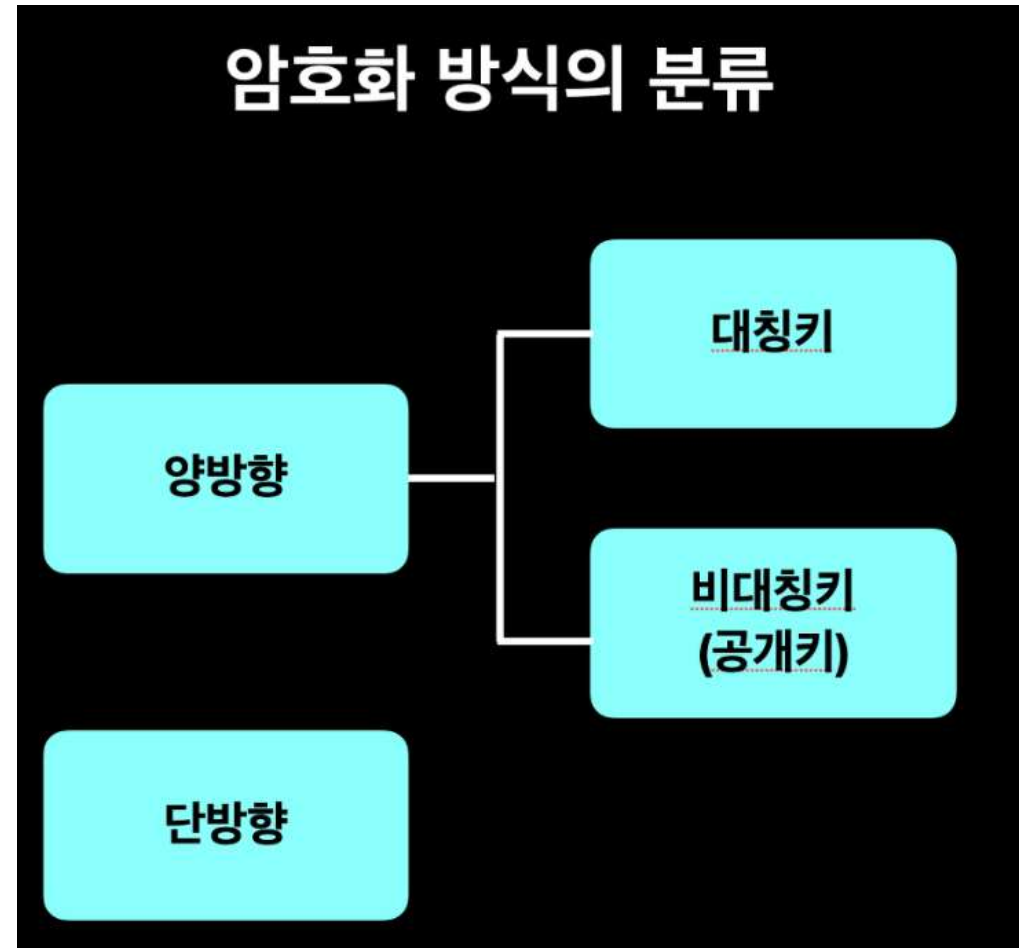 암호화 방식의 분류
대칭키
양방향
비대칭키
(공개키)
단방향